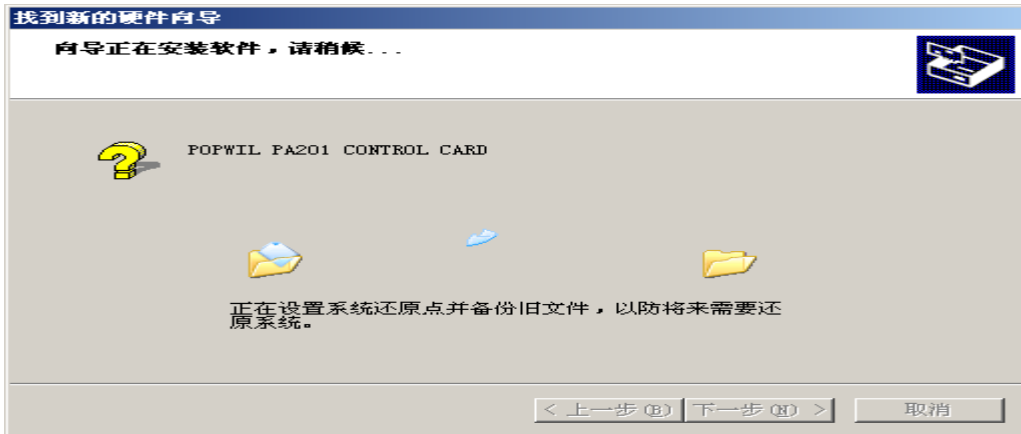 找到新的硬件向导
向导正在安装软件，请稍候...
POPWIL PA201 CONTROL CARD
正在设置系统还原点并备份旧文件，以防将来需要还
原系统。
< 上一步(B) 下一步(N) > 取消